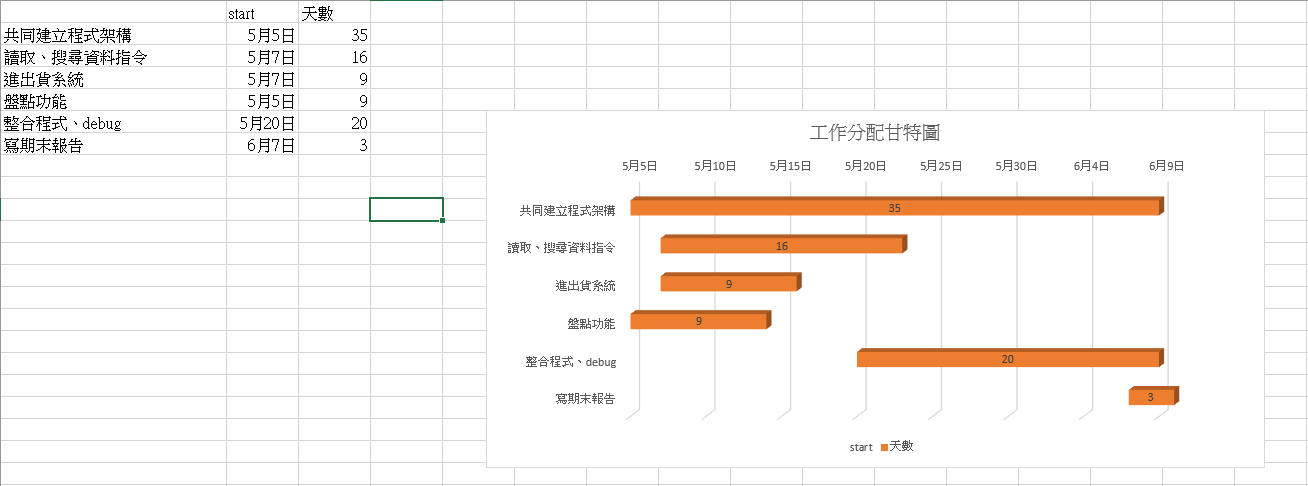 start 天數
共同建立程式架構 5月5日 35
讀取、搜尋資料指令 5月7日 16
進出貨系統 5月7日 9
盤點功能 5月5日 9
整合程式、debug 5月20日 20
寫期末報告 6月7日 3
工作分配甘特圖
5月5日 5月10日 5月15日 5月20日 5月25日 5月30日 6月4日 6月9日
共同建立程式架構 35
讀取、搜尋資料指令 16
進出貨系統 9
盤點功能 9
整合程式、debug 20
寫期末報告 3
start 天數